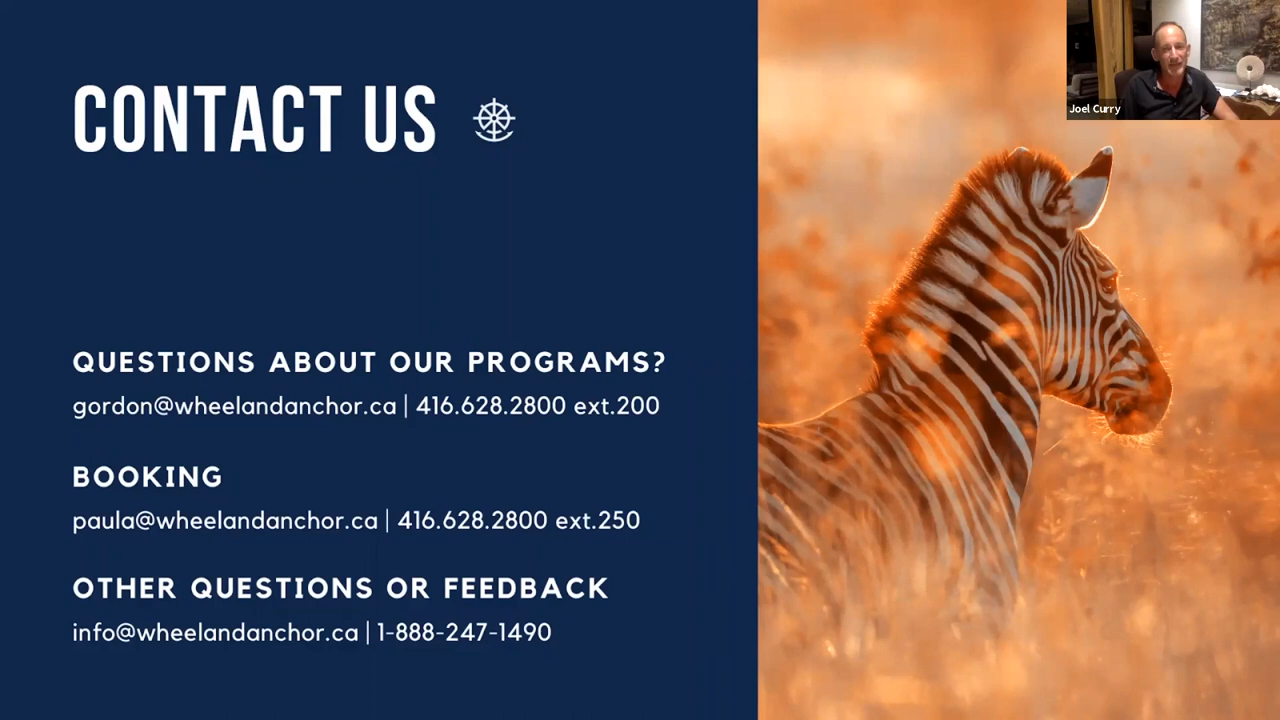 CONTACT US
QUESTIONS ABOUT OUR PROGRAMS?
gordon@wheelandanchor.ca | 416.628.2800 ext.200
BOOKING
paula@wheelandanchor.ca | 416.628.2800 ext.250
OTHER QUESTIONS OR FEEDBACK
info@wheelandanchor.ca | 1-888-247-1490
Joel Curry